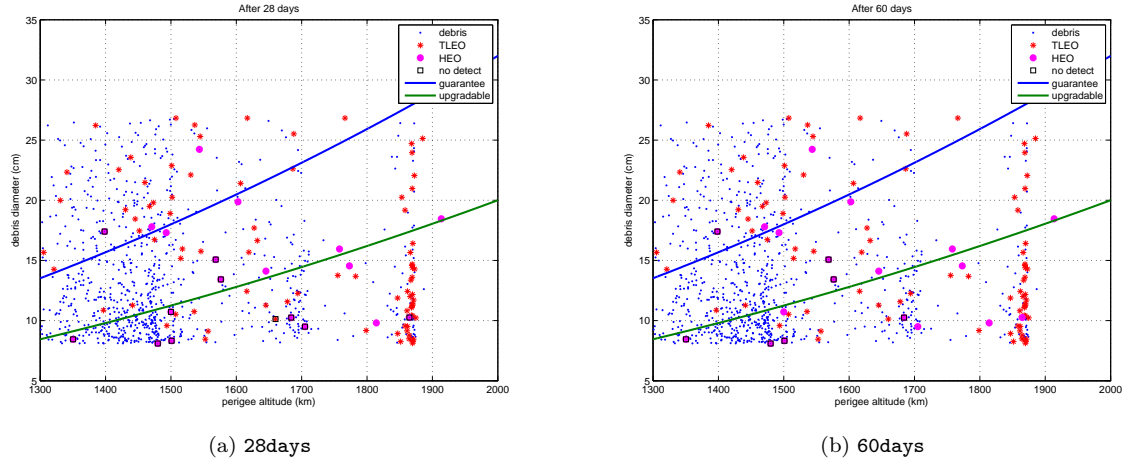 After 28 days
35
30
25
20
15
10
5
debris diameter (cm)
debris
TLEO
HEO
no detect
guarantee
upgradable
1300 1400 1500 1600 1700 1800 1900 2000
perigee altitude (km)
(a) 28days
After 60 days
35
30
25
20
15
10
5
debris diameter (cm)
debris
TLEO
HEO
no detect
guarantee
upgradable
1300 1400 1500 1600 1700 1800 1900 2000
perigee altitude (km)
(b) 60days